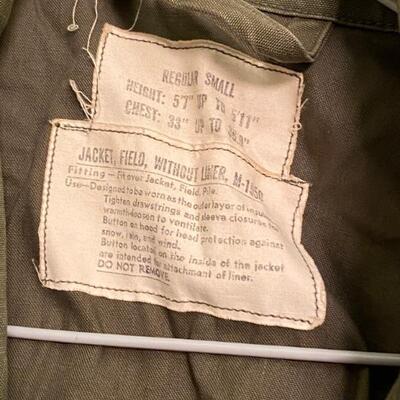 REGULAR SMALL
HEIGHT: 5'7" UP TO 5'11"
CHEST: 33" UP TO
JACKET, FIELD, WITHOUT LINER, M-1950
Fitting — Fit over Jacket, Field, Pile.
Use—Designed to be worn as the outer layer of
Tighten drawstrings and sleeve closures for
warmth—loosen to ventilate.
Button on hood for head protection against
snow, rain, and wind.
Button located on the inside of the jacket
are intended for attachment of liner.
DO NOT REMOVE